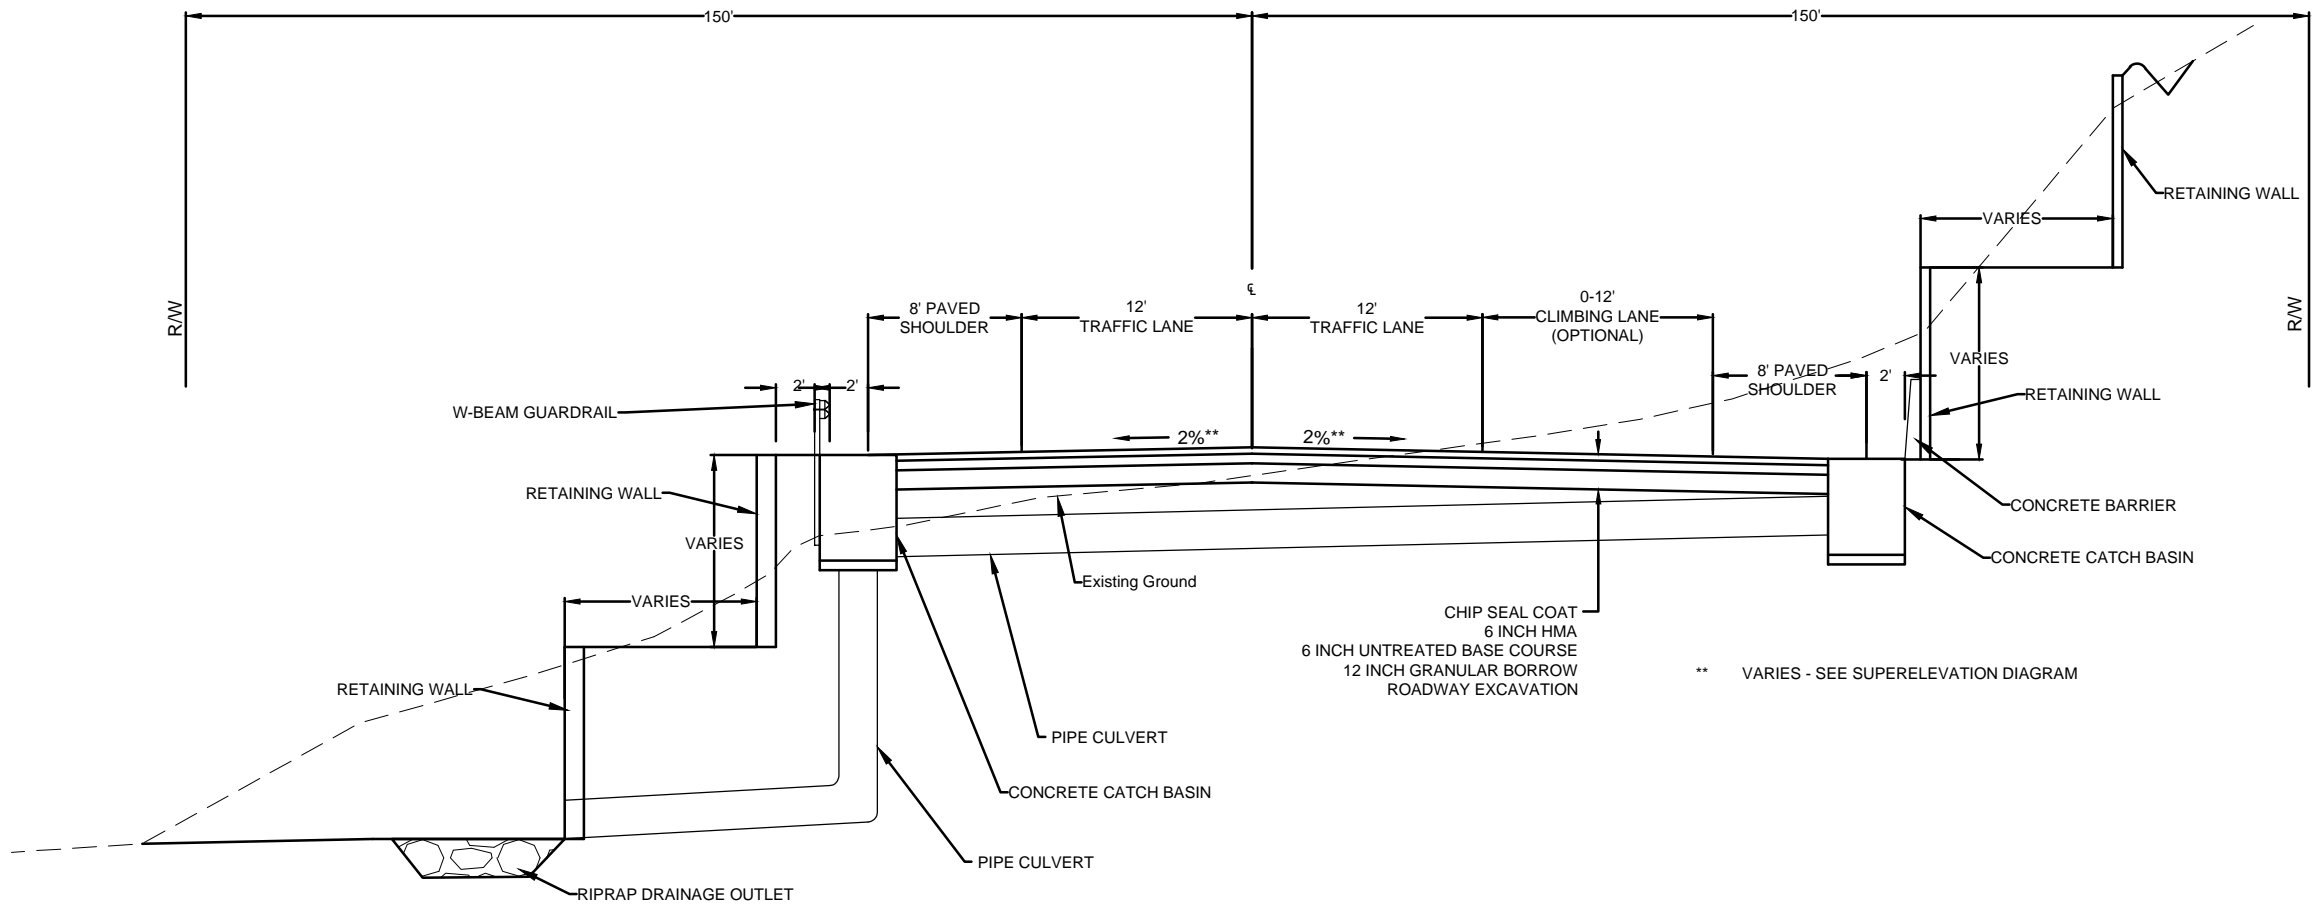 150'
150'
R/W
R/W
RETAINING WALL
VARIES
℄
8' PAVED
SHOULDER
12'
TRAFFIC LANE
12'
TRAFFIC LANE
0-12'
CLIMBING LANE
(OPTIONAL)
VARIES
8' PAVED
SHOULDER
2'
2'
2'
W-BEAM GUARDRAIL
RETAINING WALL
2%**
2%**
RETAINING WALL
CONCRETE BARRIER
VARIES
CONCRETE CATCH BASIN
Existing Ground
VARIES
CHIP SEAL COAT
6 INCH HMA
6 INCH UNTREATED BASE COURSE
12 INCH GRANULAR BORROW
ROADWAY EXCAVATION
** VARIES - SEE SUPERELEVATION DIAGRAM
RETAINING WALL
PIPE CULVERT
CONCRETE CATCH BASIN
PIPE CULVERT
RIPRAP DRAINAGE OUTLET